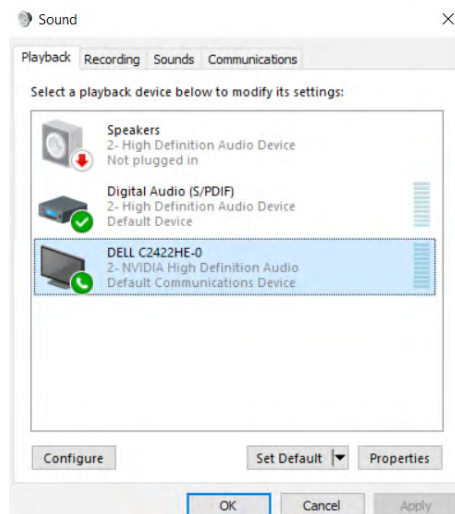 Sound
Playback Recording Sounds Communications
Select a playback device below to modify its settings:
Speakers
2- High Definition Audio Device
Not plugged in
Digital Audio (S/PDIF)
2- High Definition Audio Device
Default Device
DELL C2422HE-0
2- NVIDIA High Definition Audio
Default Communications Device
Configure Set Default Properties
OK Cancel Apply